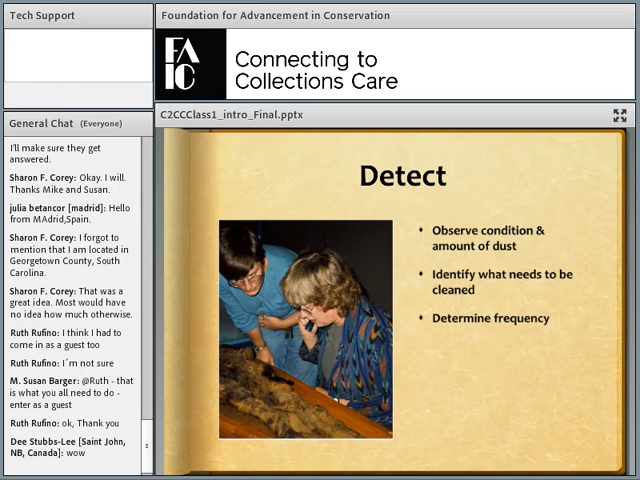 Tech Support
Foundation for Advancement in Conservation
FA
IC
Connecting to
Collections Care
General Chat (Everyone)
I'll make sure they get
answered.
Sharon F. Corey: Okay. I will.
Thanks Mike and Susan.
julia betancor [madrid]: Hello
from MAdrid,Spain.
Sharon F. Corey: I forgot to
mention that I am located in
Georgetown County, South
Carolina.
Sharon F. Corey: That was a
great idea. Most would have
no idea how much otherwise.
Ruth Rufino: I think I had to
come in as a guest too
Ruth Rufino: I´m not sure
M. Susan Barger: @Ruth - that
is what you all need to do -
enter as a guest
Ruth Rufino: ok, Thank you
Dee Stubbs-Lee [Saint John,
NB, Canada]: wow
C2CCClass1_intro_Final.pptx
Detect
♦ Observe condition &
amount of dust
♦ Identify what needs to be
cleaned
♦ Determine frequency